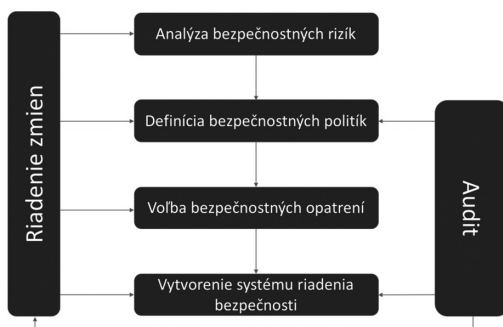 Riadenie zmien
Analýza bezpečnostných rizík
Definícia bezpečnostných politík
Voľba bezpečnostných opatrení
Vytvorenie systému riadenia
bezpečnosti
Audit